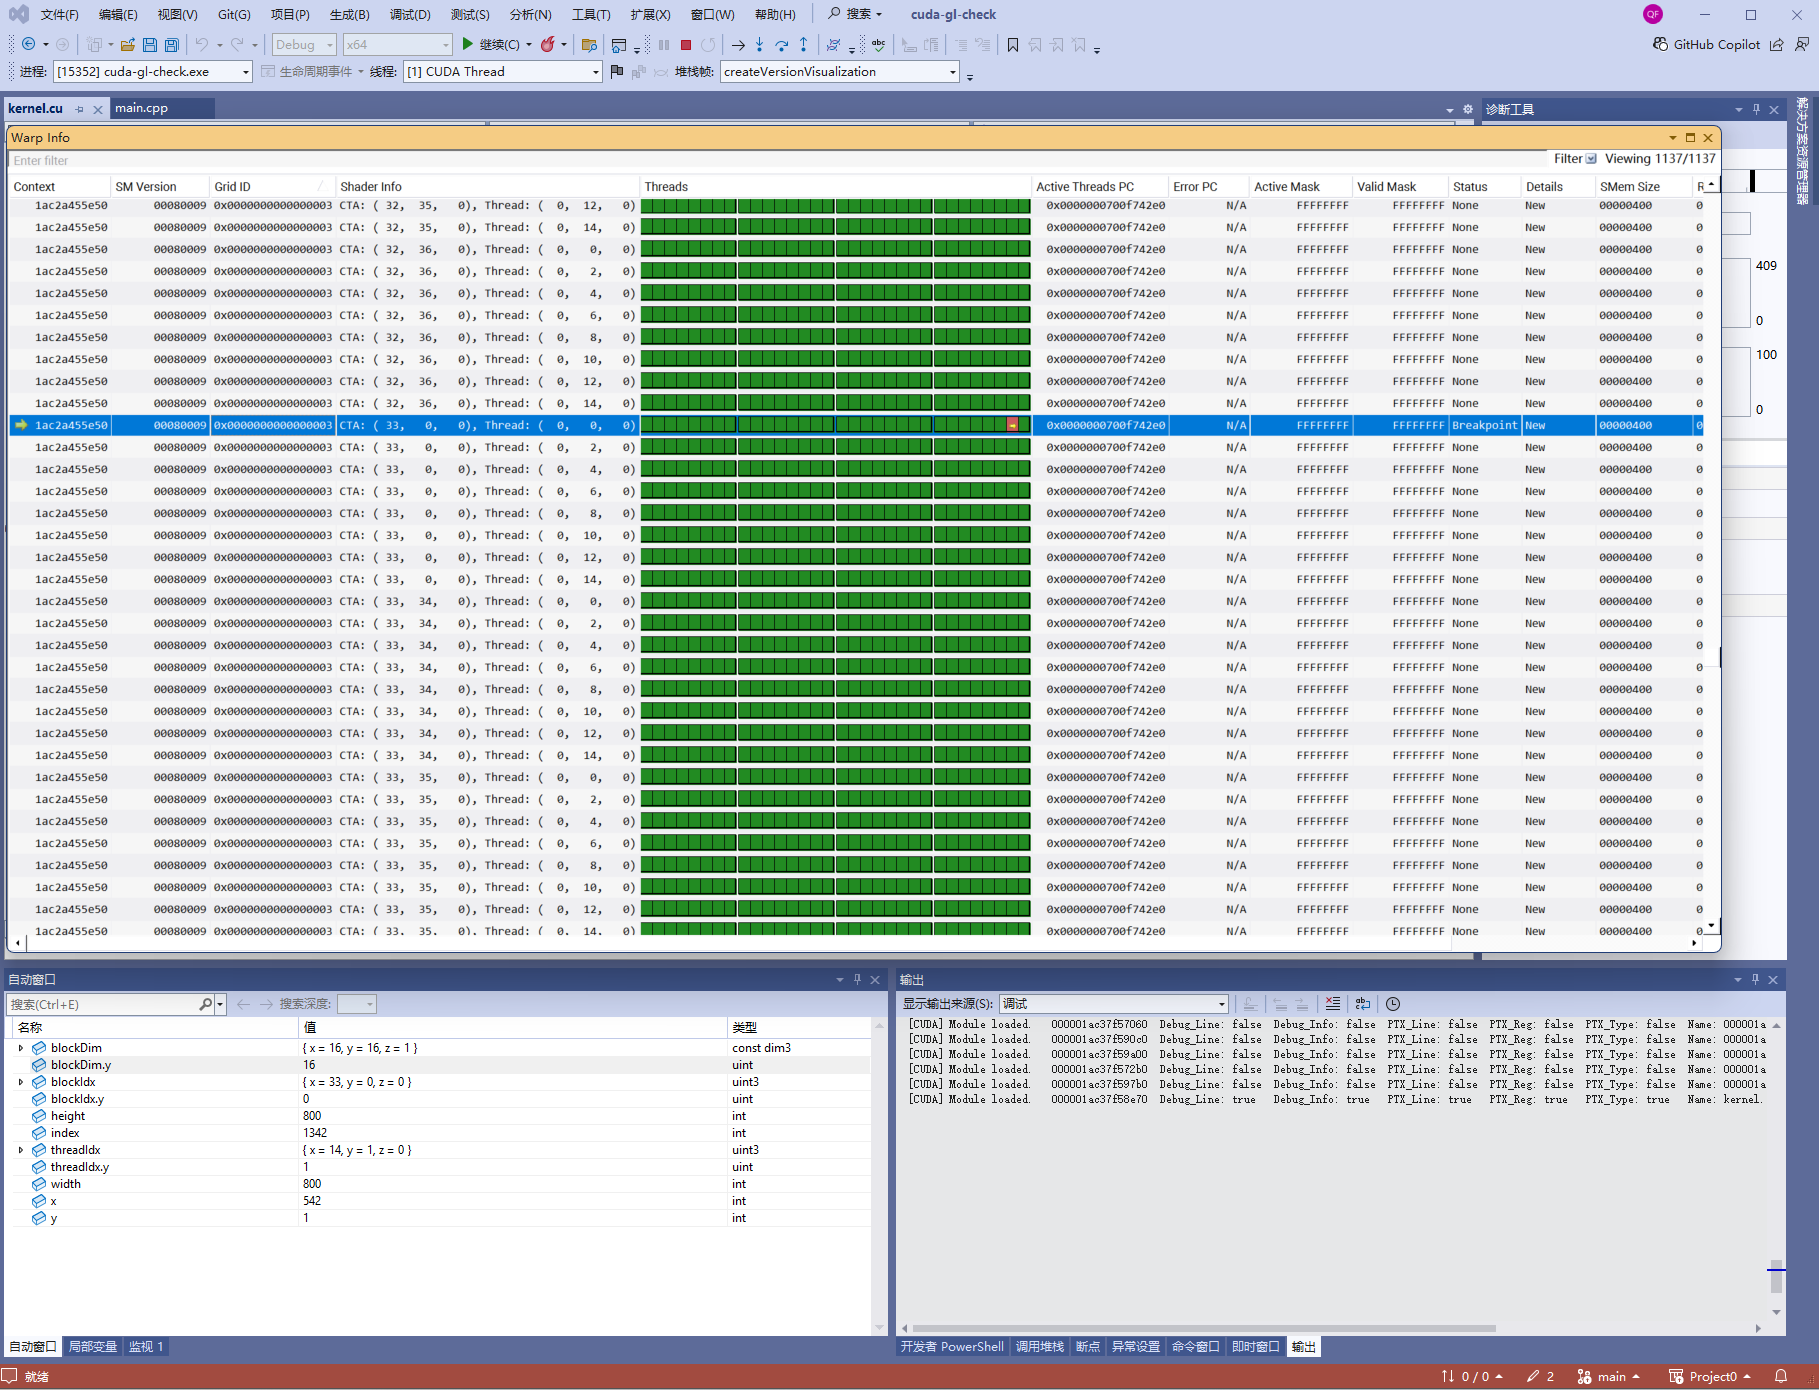 文件(F) 编辑(E) 视图(V) Git(G) 项目(P) 生成(B) 调试(D) 测试(S) 分析(N) 工具(T) 扩展(X) 窗口(W) 帮助(H) 搜索 cuda-gl-check QF
Debug x64 继续(C) abc GitHub Copilot
进程: [15352] cuda-gl-check.exe 生命周期事件 线程: [1] CUDA Thread 堆栈帧: createVersionVisualization
kernel.cu main.cpp 诊断工具
解决方案资源管理器
Warp Info
Enter filter Filter Viewing 1137/1137
Context SM Version Grid ID Shader Info Threads Active Threads PC Error PC Active Mask Valid Mask Status Details SMem Size R
1ac2a455e50 00080009 0x0000000000000003 CTA: ( 32, 35, 0), Thread: ( 0, 12, 0) 0x0000000700f742e0 N/A FFFFFFFF FFFFFFFF None New 00000400 0
1ac2a455e50 00080009 0x0000000000000003 CTA: ( 32, 35, 0), Thread: ( 0, 14, 0) 0x0000000700f742e0 N/A FFFFFFFF FFFFFFFF None New 00000400 0
1ac2a455e50 00080009 0x0000000000000003 CTA: ( 32, 36, 0), Thread: ( 0, 0, 0) 0x0000000700f742e0 N/A FFFFFFFF FFFFFFFF None New 00000400 0
1ac2a455e50 00080009 0x0000000000000003 CTA: ( 32, 36, 0), Thread: ( 0, 2, 0) 0x0000000700f742e0 N/A FFFFFFFF FFFFFFFF None New 00000400 0
1ac2a455e50 00080009 0x0000000000000003 CTA: ( 32, 36, 0), Thread: ( 0, 4, 0) 0x0000000700f742e0 N/A FFFFFFFF FFFFFFFF None New 00000400 0
1ac2a455e50 00080009 0x0000000000000003 CTA: ( 32, 36, 0), Thread: ( 0, 6, 0) 0x0000000700f742e0 N/A FFFFFFFF FFFFFFFF None New 00000400 0
1ac2a455e50 00080009 0x0000000000000003 CTA: ( 32, 36, 0), Thread: ( 0, 8, 0) 0x0000000700f742e0 N/A FFFFFFFF FFFFFFFF None New 00000400 0
1ac2a455e50 00080009 0x0000000000000003 CTA: ( 32, 36, 0), Thread: ( 0, 10, 0) 0x0000000700f742e0 N/A FFFFFFFF FFFFFFFF None New 00000400 0
1ac2a455e50 00080009 0x0000000000000003 CTA: ( 32, 36, 0), Thread: ( 0, 12, 0) 0x0000000700f742e0 N/A FFFFFFFF FFFFFFFF None New 00000400 0
1ac2a455e50 00080009 0x0000000000000003 CTA: ( 32, 36, 0), Thread: ( 0, 14, 0) 0x0000000700f742e0 N/A FFFFFFFF FFFFFFFF None New 00000400 0
1ac2a455e50 00080009 0x0000000000000003 CTA: ( 33, 0, 0), Thread: ( 0, 0, 0) 0x0000000700f742e0 N/A FFFFFFFF FFFFFFFF Breakpoint New 00000400 0
1ac2a455e50 00080009 0x0000000000000003 CTA: ( 33, 0, 0), Thread: ( 0, 2, 0) 0x0000000700f742e0 N/A FFFFFFFF FFFFFFFF None New 00000400 0
1ac2a455e50 00080009 0x0000000000000003 CTA: ( 33, 0, 0), Thread: ( 0, 4, 0) 0x0000000700f742e0 N/A FFFFFFFF FFFFFFFF None New 00000400 0
1ac2a455e50 00080009 0x0000000000000003 CTA: ( 33, 0, 0), Thread: ( 0, 6, 0) 0x0000000700f742e0 N/A FFFFFFFF FFFFFFFF None New 00000400 0
1ac2a455e50 00080009 0x0000000000000003 CTA: ( 33, 0, 0), Thread: ( 0, 8, 0) 0x0000000700f742e0 N/A FFFFFFFF FFFFFFFF None New 00000400 0
1ac2a455e50 00080009 0x0000000000000003 CTA: ( 33, 0, 0), Thread: ( 0, 10, 0) 0x0000000700f742e0 N/A FFFFFFFF FFFFFFFF None New 00000400 0
1ac2a455e50 00080009 0x0000000000000003 CTA: ( 33, 0, 0), Thread: ( 0, 12, 0) 0x0000000700f742e0 N/A FFFFFFFF FFFFFFFF None New 00000400 0
1ac2a455e50 00080009 0x0000000000000003 CTA: ( 33, 0, 0), Thread: ( 0, 14, 0) 0x0000000700f742e0 N/A FFFFFFFF FFFFFFFF None New 00000400 0
1ac2a455e50 00080009 0x0000000000000003 CTA: ( 33, 34, 0), Thread: ( 0, 0, 0) 0x0000000700f742e0 N/A FFFFFFFF FFFFFFFF None New 00000400 0
1ac2a455e50 00080009 0x0000000000000003 CTA: ( 33, 34, 0), Thread: ( 0, 2, 0) 0x0000000700f742e0 N/A FFFFFFFF FFFFFFFF None New 00000400 0
1ac2a455e50 00080009 0x0000000000000003 CTA: ( 33, 34, 0), Thread: ( 0, 4, 0) 0x0000000700f742e0 N/A FFFFFFFF FFFFFFFF None New 00000400 0
1ac2a455e50 00080009 0x0000000000000003 CTA: ( 33, 34, 0), Thread: ( 0, 6, 0) 0x0000000700f742e0 N/A FFFFFFFF FFFFFFFF None New 00000400 0
1ac2a455e50 00080009 0x0000000000000003 CTA: ( 33, 34, 0), Thread: ( 0, 8, 0) 0x0000000700f742e0 N/A FFFFFFFF FFFFFFFF None New 00000400 0
1ac2a455e50 00080009 0x0000000000000003 CTA: ( 33, 34, 0), Thread: ( 0, 10, 0) 0x0000000700f742e0 N/A FFFFFFFF FFFFFFFF None New 00000400 0
1ac2a455e50 00080009 0x0000000000000003 CTA: ( 33, 34, 0), Thread: ( 0, 12, 0) 0x0000000700f742e0 N/A FFFFFFFF FFFFFFFF None New 00000400 0
1ac2a455e50 00080009 0x0000000000000003 CTA: ( 33, 34, 0), Thread: ( 0, 14, 0) 0x0000000700f742e0 N/A FFFFFFFF FFFFFFFF None New 00000400 0
1ac2a455e50 00080009 0x0000000000000003 CTA: ( 33, 35, 0), Thread: ( 0, 0, 0) 0x0000000700f742e0 N/A FFFFFFFF FFFFFFFF None New 00000400 0
1ac2a455e50 00080009 0x0000000000000003 CTA: ( 33, 35, 0), Thread: ( 0, 2, 0) 0x0000000700f742e0 N/A FFFFFFFF FFFFFFFF None New 00000400 0
1ac2a455e50 00080009 0x0000000000000003 CTA: ( 33, 35, 0), Thread: ( 0, 4, 0) 0x0000000700f742e0 N/A FFFFFFFF FFFFFFFF None New 00000400 0
1ac2a455e50 00080009 0x0000000000000003 CTA: ( 33, 35, 0), Thread: ( 0, 6, 0) 0x0000000700f742e0 N/A FFFFFFFF FFFFFFFF None New 00000400 0
1ac2a455e50 00080009 0x0000000000000003 CTA: ( 33, 35, 0), Thread: ( 0, 8, 0) 0x0000000700f742e0 N/A FFFFFFFF FFFFFFFF None New 00000400 0
1ac2a455e50 00080009 0x0000000000000003 CTA: ( 33, 35, 0), Thread: ( 0, 10, 0) 0x0000000700f742e0 N/A FFFFFFFF FFFFFFFF None New 00000400 0
1ac2a455e50 00080009 0x0000000000000003 CTA: ( 33, 35, 0), Thread: ( 0, 12, 0) 0x0000000700f742e0 N/A FFFFFFFF FFFFFFFF None New 00000400 0
1ac2a455e50 00080009 0x0000000000000003 CTA: ( 33, 35, 0), Thread: ( 0, 14, 0) 0x0000000700f742e0 N/A FFFFFFFF FFFFFFFF None New 00000400 0
409
0
100
0
自动窗口
搜索(Ctrl+E) 搜索深度:
名称 值 类型
blockDim { x = 16, y = 16, z = 1 } const dim3
blockDim.y 16 uint
blockIdx { x = 33, y = 0, z = 0 } uint3
blockIdx.y 0 uint
height 800 int
index 1342 int
threadIdx { x = 14, y = 1, z = 0 } uint3
threadIdx.y 1 uint
width 800 int
x 542 int
y 1 int
自动窗口 局部变量 监视 1
输出
显示输出来源(S): 调试
[CUDA] Module loaded. 000001ac37f57060 Debug_Line: false Debug_Info: false PTX_Line: false PTX_Reg: false PTX_Type: false Name: 000001a
[CUDA] Module loaded. 000001ac37f590c0 Debug_Line: false Debug_Info: false PTX_Line: false PTX_Reg: false PTX_Type: false Name: 000001a
[CUDA] Module loaded. 000001ac37f59a00 Debug_Line: false Debug_Info: false PTX_Line: false PTX_Reg: false PTX_Type: false Name: 000001a
[CUDA] Module loaded. 000001ac37f572b0 Debug_Line: false Debug_Info: false PTX_Line: false PTX_Reg: false PTX_Type: false Name: 000001a
[CUDA] Module loaded. 000001ac37f597b0 Debug_Line: false Debug_Info: false PTX_Line: false PTX_Reg: false PTX_Type: false Name: 000001a
[CUDA] Module loaded. 000001ac37f58e70 Debug_Line: true Debug_Info: true PTX_Line: true PTX_Reg: true PTX_Type: true Name: kernel.
开发者 PowerShell 调用堆栈 断点 异常设置 命令窗口 即时窗口 输出
就绪 0 / 0 2 main Project0